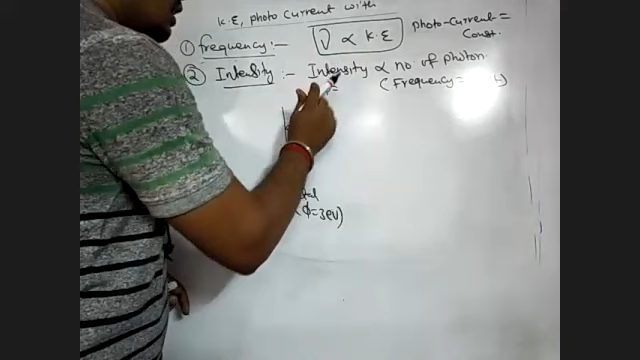 K.E, photo Current with
① frequency:- ν ∝ K.E photo-current = Const.
② Intensity:- Intensity ∝ no. of photon.
(Frequency =
(ϕ=3eV)